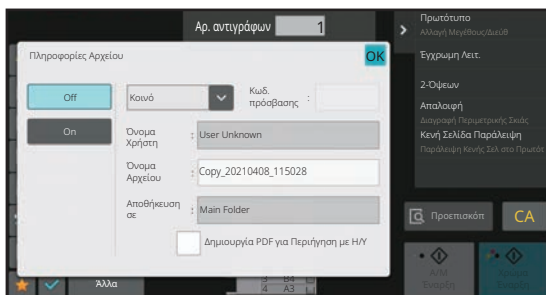 Αρ. αντιγράφων 1
Πληροφορίες Αρχείου OK
Off
On
Κοινό
Κωδ.
πρόσβασης :
Όνομα
Χρήστη : User Unknown
Όνομα
Αρχείου : Copy_20210408_115028
Αποθήκευση
σε : Main Folder
Δημιουργία PDF για Περιήγηση με Η/Υ
Άλλα
3 B4
4 A3
Πρωτότυπο
Αλλαγή Μεγέθους/Διεύθ
Έγχρωμη Λειτ.
2-Όψεων
Απαλοιφή
Διαγραφή Περιμετρικής Σκιάς
Κενή Σελίδα Παράλειψη
Παράλειψη Κενής Σελ στο Πρωτότ
Προεπισκόπ
CA
Α/Μ
Έναρξη
Χρώμα
Έναρξη